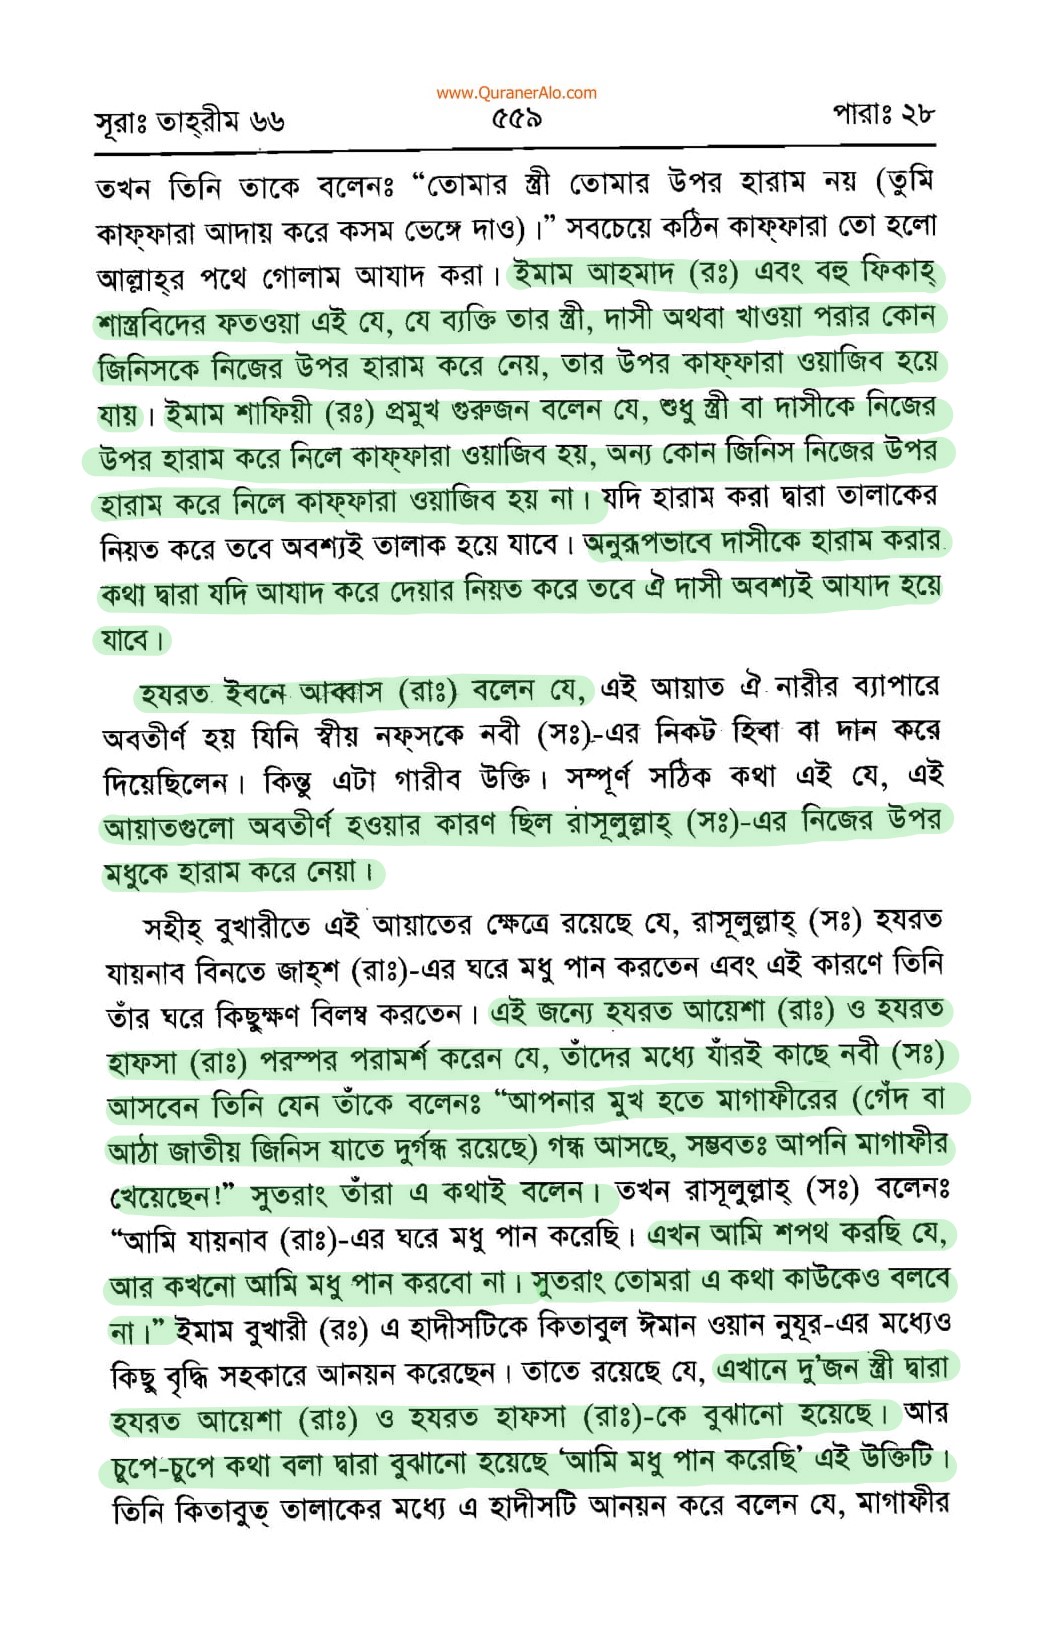 www.QuranerAlo.com
সূরাঃ তাহ্‌রীম ৬৬ ৫৫৯ পারাঃ ২৮
তখন তিনি তাকে বলেনঃ “তোমার স্ত্রী তোমার উপর হারাম নয় (তুমি
কাফ্‌ফারা আদায় করে কসম ভেঙ্গে দাও)।” সবচেয়ে কঠিন কাফ্‌ফারা তো হলো
আল্লাহ্‌র পথে গোলাম আযাদ করা। ইমাম আহমাদ (রঃ) এবং বহু ফিকাহ্
শাস্ত্রবিদের ফতওয়া এই যে, যে ব্যক্তি তার স্ত্রী, দাসী অথবা খাওয়া পরার কোন
জিনিসকে নিজের উপর হারাম করে নেয়, তার উপর কাফ্‌ফারা ওয়াজিব হয়ে
যায়। ইমাম শাফিয়ী (রঃ) প্রমুখ গুরুজন বলেন যে, শুধু স্ত্রী বা দাসীকে নিজের
উপর হারাম করে নিলে কাফ্‌ফারা ওয়াজিব হয়, অন্য কোন জিনিস নিজের উপর
হারাম করে নিলে কাফ্‌ফারা ওয়াজিব হয় না। যদি হারাম করা দ্বারা তালাকের
নিয়ত করে তবে অবশ্যই তালাক হয়ে যাবে। অনুরূপভাবে দাসীকে হারাম করার
কথা দ্বারা যদি আযাদ করে দেয়ার নিয়ত করে তবে ঐ দাসী অবশ্যই আযাদ হয়ে
যাবে।
হযরত ইবনে আব্বাস (রাঃ) বলেন যে, এই আয়াত ঐ নারীর ব্যাপারে
অবতীর্ণ হয় যিনি স্বীয় নফ্‌সকে নবী (সঃ)-এর নিকট হিবা বা দান করে
দিয়েছিলেন। কিন্তু এটা গারীব উক্তি। সম্পূর্ণ সঠিক কথা এই যে, এই
আয়াতগুলো অবতীর্ণ হওয়ার কারণ ছিল রাসূলুল্লাহ্ (সঃ)-এর নিজের উপর
মধুকে হারাম করে নেয়া।
সহীহ্ বুখারীতে এই আয়াতের ক্ষেত্রে রয়েছে যে, রাসূলুল্লাহ্ (সঃ) হযরত
যায়নাব বিনতে জাহ্‌শ (রাঃ)-এর ঘরে মধু পান করতেন এবং এই কারণে তিনি
তাঁর ঘরে কিছুক্ষণ বিলম্ব করতেন। এই জন্যে হযরত আয়েশা (রাঃ) ও হযরত
হাফসা (রাঃ) পরস্পর পরামর্শ করেন যে, তাঁদের মধ্যে যাঁরই কাছে নবী (সঃ)
আসবেন তিনি যেন তাঁকে বলেনঃ “আপনার মুখ হতে মাগাফীরের (গেঁদ বা
আঠা জাতীয় জিনিস যাতে দুর্গন্ধ রয়েছে) গন্ধ আসছে, সম্ভবতঃ আপনি মাগাফীর
খেয়েছেন!” সুতরাং তাঁরা এ কথাই বলেন। তখন রাসূলুল্লাহ্ (সঃ) বলেনঃ
“আমি যায়নাব (রাঃ)-এর ঘরে মধু পান করেছি। এখন আমি শপথ করছি যে,
আর কখনো আমি মধু পান করবো না। সুতরাং তোমরা এ কথা কাউকেও বলবে
না।” ইমাম বুখারী (রঃ) এ হাদীসটিকে কিতাবুল ঈমান ওয়ান নুযূর-এর মধ্যেও
কিছু বৃদ্ধি সহকারে আনয়ন করেছেন। তাতে রয়েছে যে, এখানে দু’জন স্ত্রী দ্বারা
হযরত আয়েশা (রাঃ) ও হযরত হাফসা (রাঃ)-কে বুঝানো হয়েছে। আর
চুপে-চুপে কথা বলা দ্বারা বুঝানো হয়েছে ‘আমি মধু পান করেছি’ এই উক্তিটি।
তিনি কিতাবুত্ তালাকের মধ্যে এ হাদীসটি আনয়ন করে বলেন যে, মাগাফীর